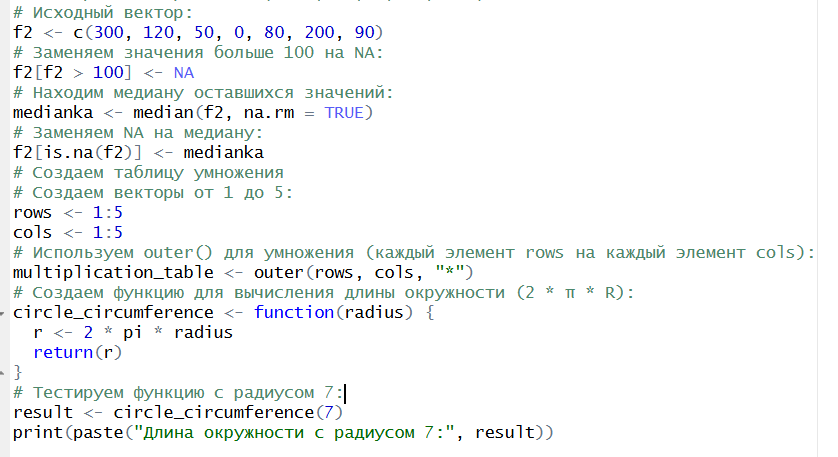 # Исходный вектор:
f2 <- c(300, 120, 50, 0, 80, 200, 90)
# Заменяем значения больше 100 на NA:
f2[f2 > 100] <- NA
# Находим медиану оставшихся значений:
medianka <- median(f2, na.rm = TRUE)
# Заменяем NA на медиану:
f2[is.na(f2)] <- medianka
# Создаем таблицу умножения
# Создаем векторы от 1 до 5:
rows <- 1:5
cols <- 1:5
# Используем outer() для умножения (каждый элемент rows на каждый элемент cols):
multiplication_table <- outer(rows, cols, "*")
# Создаем функцию для вычисления длины окружности (2 * π * R):
circle_circumference <- function(radius) {
  r <- 2 * pi * radius
  return(r)
}
# Тестируем функцию с радиусом 7:
result <- circle_circumference(7)
print(paste("Длина окружности с радиусом 7:", result))